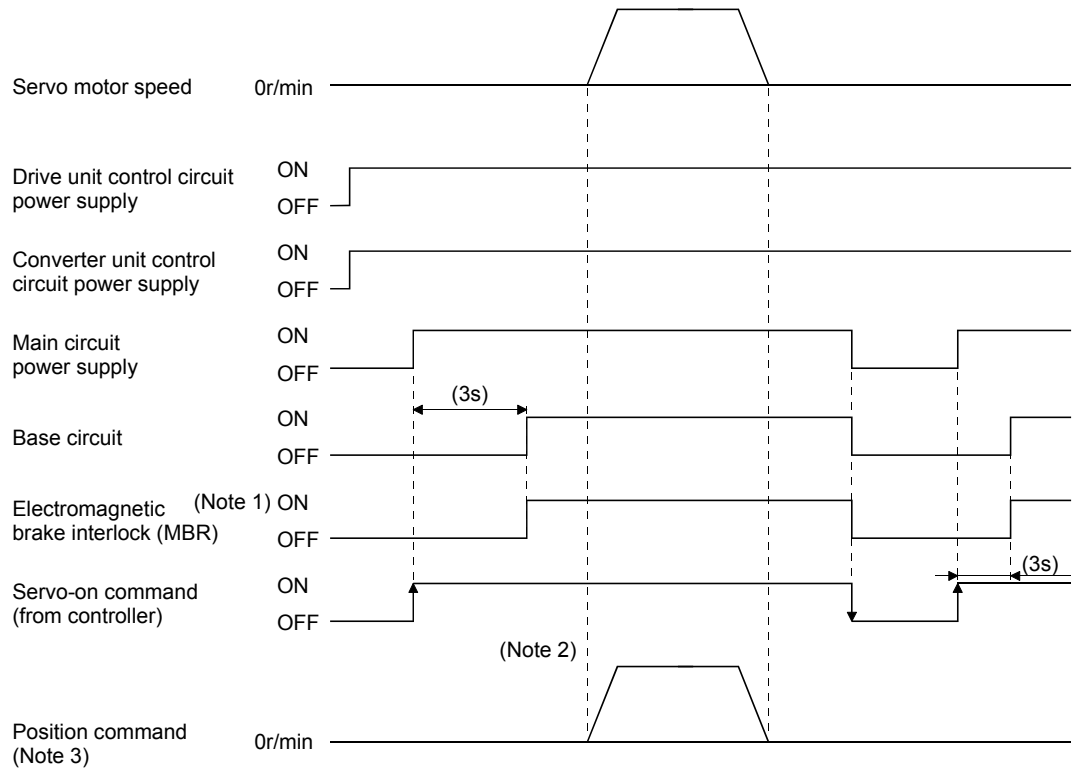 Servo motor speed 0r/min
Drive unit control circuit
power supply
ON
OFF
Converter unit control
circuit power supply
ON
OFF
Main circuit
power supply
ON
OFF
(3s)
Base circuit
ON
OFF
Electromagnetic
brake interlock (MBR)
(Note 1) ON
OFF
(3s)
Servo-on command
(from controller)
ON
OFF
(Note 2)
Position command
(Note 3)
0r/min